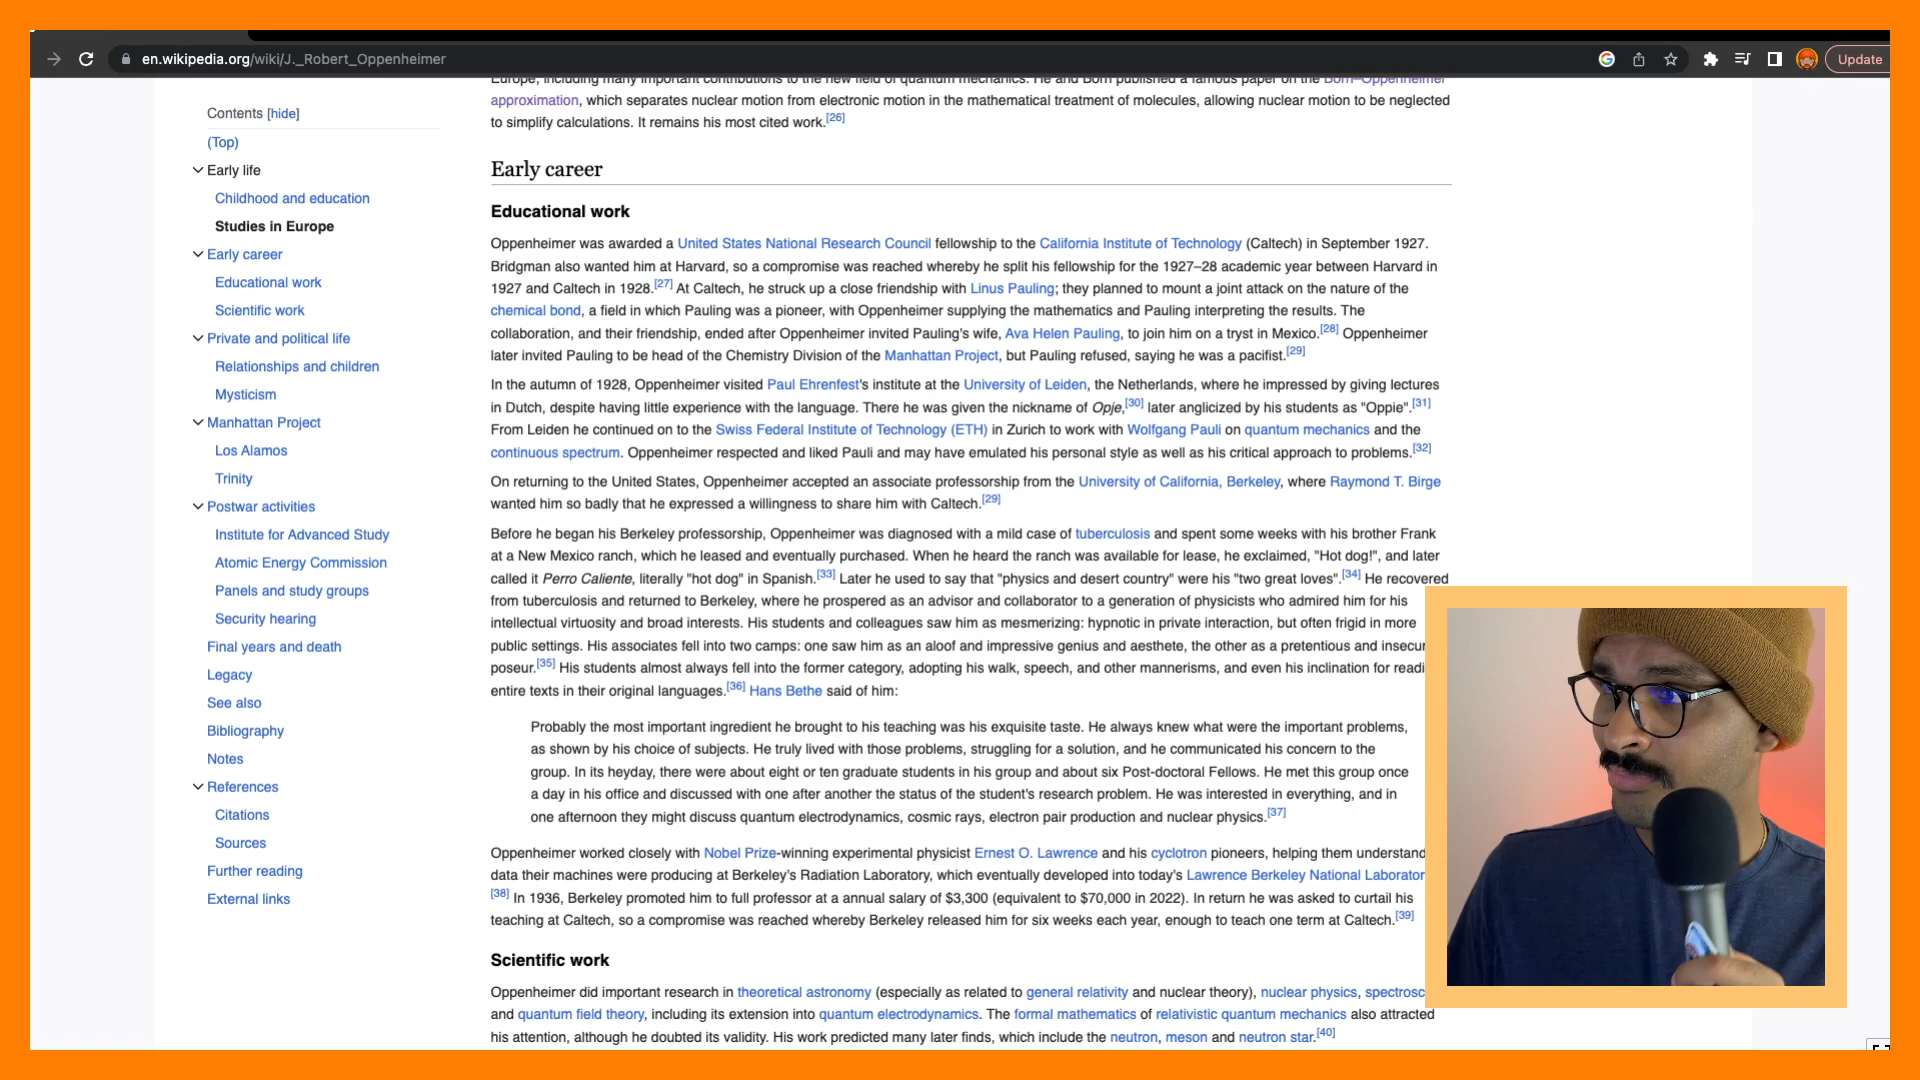 en.wikipedia.org/wiki/J._Robert_Oppenheimer
Update
Contents [hide]
(Top)
Early life
Childhood and education
Studies in Europe
Early career
Educational work
Scientific work
Private and political life
Relationships and children
Mysticism
Manhattan Project
Los Alamos
Trinity
Postwar activities
Institute for Advanced Study
Atomic Energy Commission
Panels and study groups
Security hearing
Final years and death
Legacy
See also
Bibliography
Notes
References
Citations
Sources
Further reading
External links
Europe, including many important contributions to the new field of quantum mechanics. He and Born published a famous paper on the Born–Oppenheimer
approximation, which separates nuclear motion from electronic motion in the mathematical treatment of molecules, allowing nuclear motion to be neglected
to simplify calculations. It remains his most cited work.[26]
Early career
Educational work
Oppenheimer was awarded a United States National Research Council fellowship to the California Institute of Technology (Caltech) in September 1927.
Bridgman also wanted him at Harvard, so a compromise was reached whereby he split his fellowship for the 1927–28 academic year between Harvard in
1927 and Caltech in 1928.[27] At Caltech, he struck up a close friendship with Linus Pauling; they planned to mount a joint attack on the nature of the
chemical bond, a field in which Pauling was a pioneer, with Oppenheimer supplying the mathematics and Pauling interpreting the results. The
collaboration, and their friendship, ended after Oppenheimer invited Pauling's wife, Ava Helen Pauling, to join him on a tryst in Mexico.[28] Oppenheimer
later invited Pauling to be head of the Chemistry Division of the Manhattan Project, but Pauling refused, saying he was a pacifist.[29]
In the autumn of 1928, Oppenheimer visited Paul Ehrenfest's institute at the University of Leiden, the Netherlands, where he impressed by giving lectures
in Dutch, despite having little experience with the language. There he was given the nickname of Opje,[30] later anglicized by his students as "Oppie".[31]
From Leiden he continued on to the Swiss Federal Institute of Technology (ETH) in Zurich to work with Wolfgang Pauli on quantum mechanics and the
continuous spectrum. Oppenheimer respected and liked Pauli and may have emulated his personal style as well as his critical approach to problems.[32]
On returning to the United States, Oppenheimer accepted an associate professorship from the University of California, Berkeley, where Raymond T. Birge
wanted him so badly that he expressed a willingness to share him with Caltech.[29]
Before he began his Berkeley professorship, Oppenheimer was diagnosed with a mild case of tuberculosis and spent some weeks with his brother Frank
at a New Mexico ranch, which he leased and eventually purchased. When he heard the ranch was available for lease, he exclaimed, "Hot dog!", and later
called it Perro Caliente, literally "hot dog" in Spanish.[33] Later he used to say that "physics and desert country" were his "two great loves".[34] He recovered
from tuberculosis and returned to Berkeley, where he prospered as an advisor and collaborator to a generation of physicists who admired him for his
intellectual virtuosity and broad interests. His students and colleagues saw him as mesmerizing: hypnotic in private interaction, but often frigid in more
public settings. His associates fell into two camps: one saw him as an aloof and impressive genius and aesthete, the other as a pretentious and insecur
poseur.[35] His students almost always fell into the former category, adopting his walk, speech, and other mannerisms, and even his inclination for readi
entire texts in their original languages.[36] Hans Bethe said of him:
Probably the most important ingredient he brought to his teaching was his exquisite taste. He always knew what were the important problems,
as shown by his choice of subjects. He truly lived with those problems, struggling for a solution, and he communicated his concern to the
group. In its heyday, there were about eight or ten graduate students in his group and about six Post-doctoral Fellows. He met this group once
a day in his office and discussed with one after another the status of the student's research problem. He was interested in everything, and in
one afternoon they might discuss quantum electrodynamics, cosmic rays, electron pair production and nuclear physics.[37]
Oppenheimer worked closely with Nobel Prize-winning experimental physicist Ernest O. Lawrence and his cyclotron pioneers, helping them understand
data their machines were producing at Berkeley's Radiation Laboratory, which eventually developed into today's Lawrence Berkeley National Laborator
[38] In 1936, Berkeley promoted him to full professor at a annual salary of $3,300 (equivalent to $70,000 in 2022). In return he was asked to curtail his
teaching at Caltech, so a compromise was reached whereby Berkeley released him for six weeks each year, enough to teach one term at Caltech.[39]
Scientific work
Oppenheimer did important research in theoretical astronomy (especially as related to general relativity and nuclear theory), nuclear physics, spectrosc
and quantum field theory, including its extension into quantum electrodynamics. The formal mathematics of relativistic quantum mechanics also attracted
his attention, although he doubted its validity. His work predicted many later finds, which include the neutron, meson and neutron star.[40]